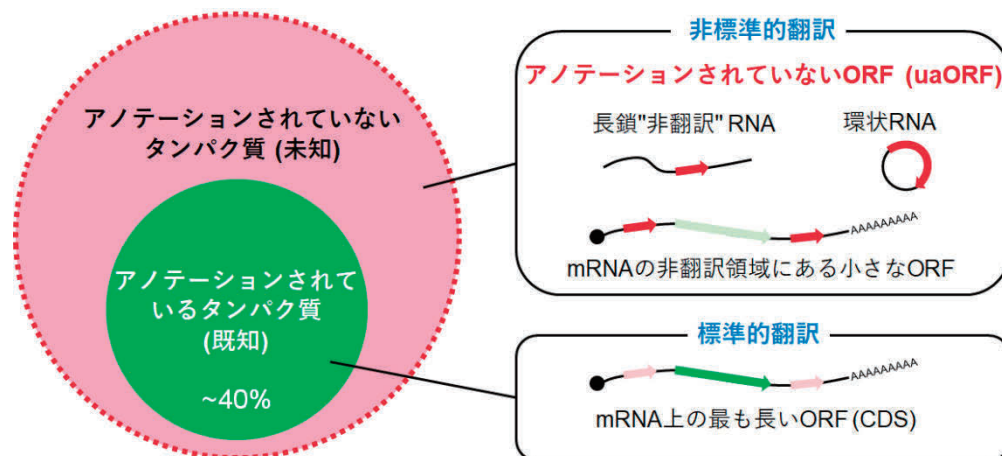 アノテーションされていない
タンパク質 (未知)
アノテーションされて
いるタンパク質
(既知)
~40%
非標準的翻訳
アノテーションされていないORF (uaORF)
長鎖"非翻訳" RNA
環状RNA
AAAAAAAAA
mRNAの非翻訳領域にある小さなORF
標準的翻訳
AAAAAAAAA
mRNA上の最も長いORF (CDS)